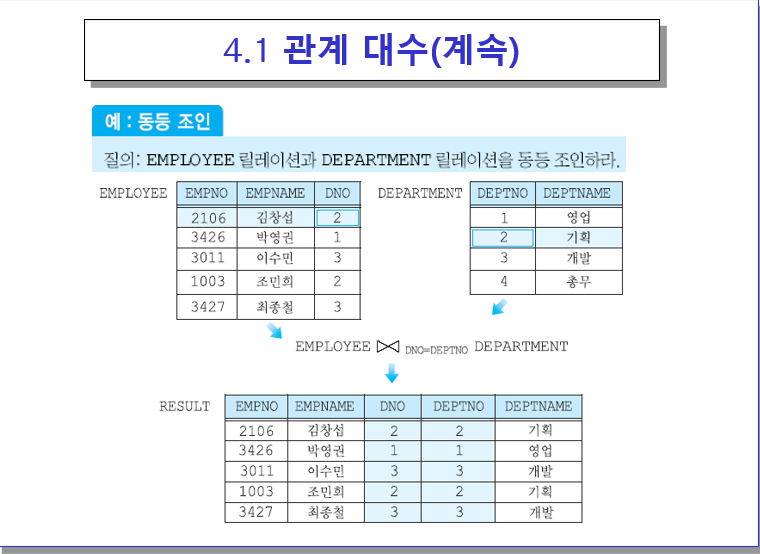 4.1 관계 대수(계속)
예 : 동등 조인
질의: EMPLOYEE 릴레이션과 DEPARTMENT 릴레이션을 동등 조인하라.
EMPLOYEE EMPNO EMPNAME DNO DEPARTMENT DEPTNO DEPTNAME
2106 김창섭 2 1 영업
3426 박영권 1 2 기획
3011 이수민 3 3 개발
1003 조민희 2 4 총무
3427 최종철 3
EMPLOYEE ⋈ DNO=DEPTNO DEPARTMENT
RESULT EMPNO EMPNAME DNO DEPTNO DEPTNAME
2106 김창섭 2 2 기획
3426 박영권 1 1 영업
3011 이수민 3 3 개발
1003 조민희 2 2 기획
3427 최종철 3 3 개발